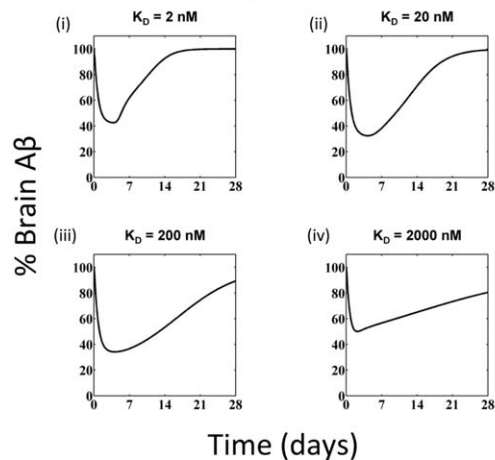 (i) K_D = 2 nM
100
80
60
40
20
0
0 7 14 21 28
(ii) K_D = 20 nM
100
80
60
40
20
0
0 7 14 21 28
% Brain Aβ
(iii) K_D = 200 nM
100
80
60
40
20
0
0 7 14 21 28
(iv) K_D = 2000 nM
100
80
60
40
20
0
0 7 14 21 28
Time (days)